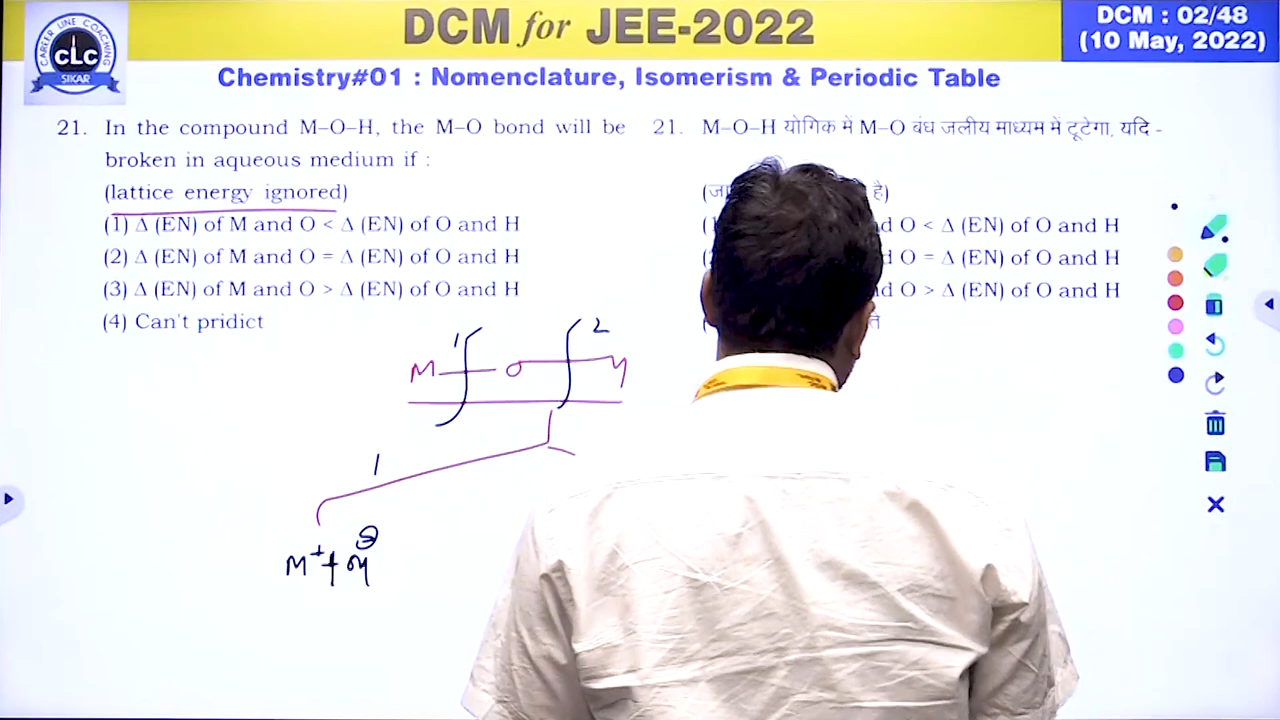 DCM for JEE-2022
DCM : 02/48
(10 May, 2022)
CAREER LINE COACHING
CLC
SIKAR
Chemistry#01 : Nomenclature, Isomerism & Periodic Table
21. In the compound M–O–H, the M–O bond will be
broken in aqueous medium if :
(lattice energy ignored)
(1) Δ (EN) of M and O < Δ (EN) of O and H
(2) Δ (EN) of M and O = Δ (EN) of O and H
(3) Δ (EN) of M and O > Δ (EN) of O and H
(4) Can't pridict
21. M–O–H योगिक में M–O बंध जलीय माध्यम में टूटेगा, यदि -
है)
d O < Δ (EN) of O and H
d O = Δ (EN) of O and H
d O > Δ (EN) of O and H
1 2
M – O – H
1
M⁺ + OH⊖